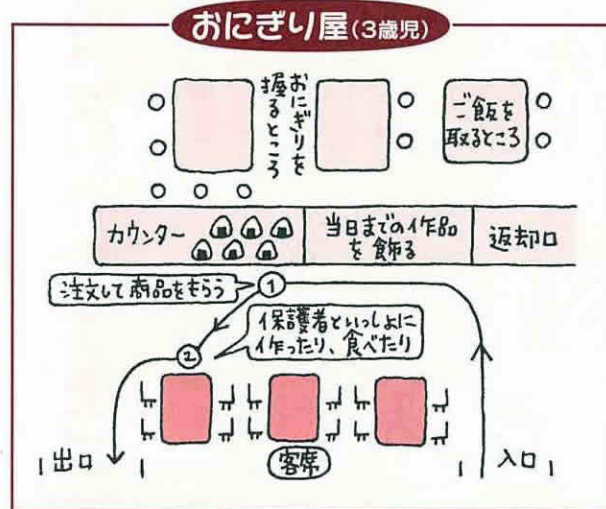 おにぎり屋(3歳児)
おにぎりを
握るところ
ご飯を
取るところ
カウンター
当日までの作品
を飾る
返却口
注文して商品をもらう
①
保護者といっしょに
作ったり、食べたり
②
出口
客席
入口